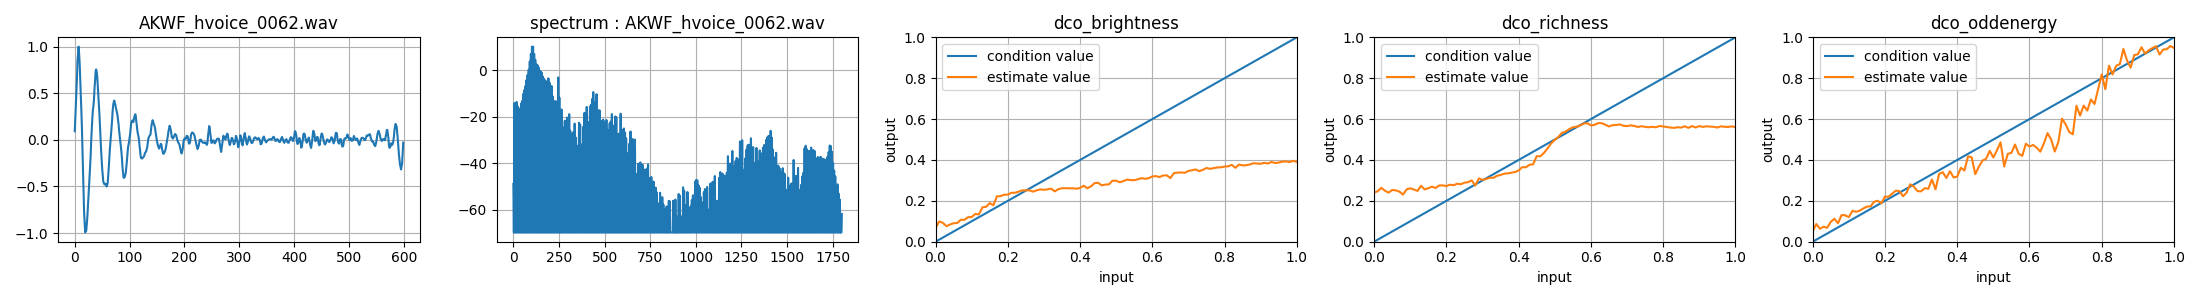 AKWF_hvoice_0062.wav
1.0
0.5
0.0
−0.5
−1.0
0 100 200 300 400 500 600
spectrum : AKWF_hvoice_0062.wav
0
−20
−40
−60
0 250 500 750 1000 1250 1500 1750
dco_brightness
condition value
estimate value
output
1.0
0.8
0.6
0.4
0.2
0.0
0.0 0.2 0.4 0.6 0.8 1.0
input
dco_richness
condition value
estimate value
output
1.0
0.8
0.6
0.4
0.2
0.0
0.0 0.2 0.4 0.6 0.8 1.0
input
dco_oddenergy
condition value
estimate value
output
1.0
0.8
0.6
0.4
0.2
0.0
0.0 0.2 0.4 0.6 0.8 1.0
input